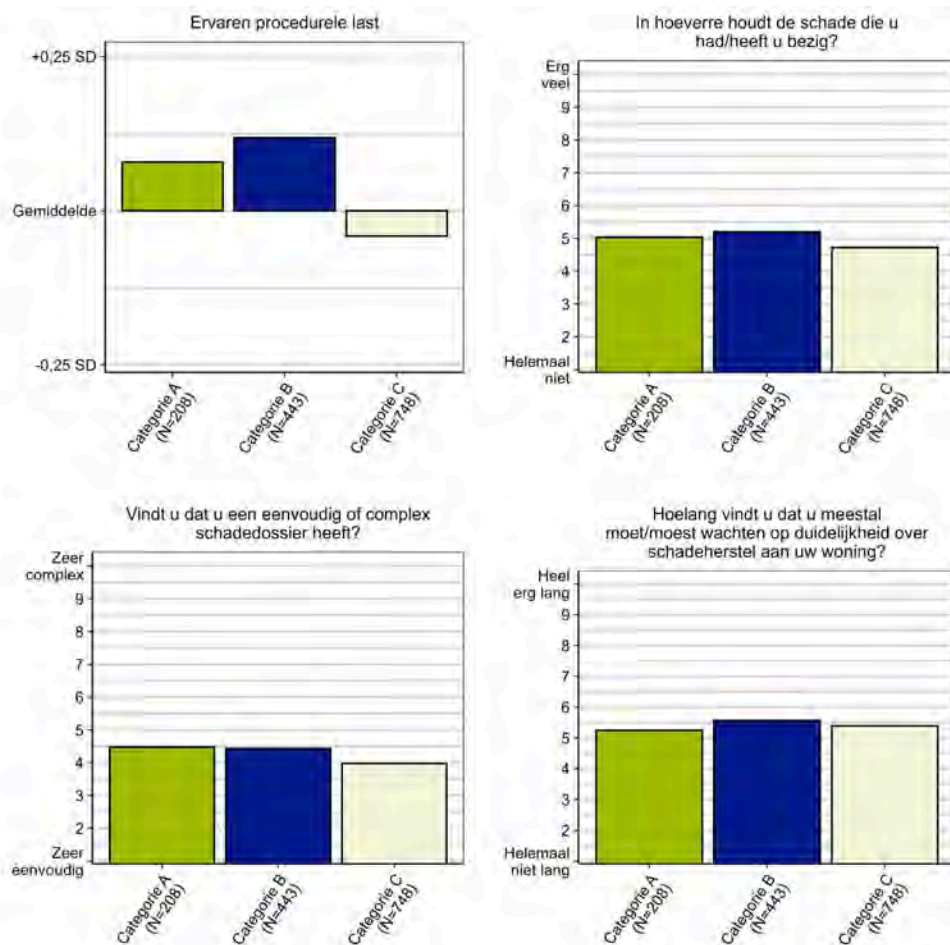 Ervaren procedurele last
+0,25 SD
Gemiddelde
-0,25 SD
Categorie A
(N=208)
Categorie B
(N=443)
Categorie C
(N=748)
In hoeverre houdt de schade die u
had/heeft u bezig?
Erg
veel
9
8
7
6
5
4
3
2
Helemaal
niet
Categorie A
(N=208)
Categorie B
(N=443)
Categorie C
(N=748)
Vindt u dat u een eenvoudig of complex
schadedossier heeft?
Zeer
complex
9
8
7
6
5
4
3
2
Zeer
eenvoudig
Categorie A
(N=208)
Categorie B
(N=443)
Categorie C
(N=748)
Hoelang vindt u dat u meestal
moet/moest wachten op duidelijkheid over
schadeherstel aan uw woning?
Heel
erg lang
9
8
7
6
5
4
3
2
Helemaal
niet lang
Categorie A
(N=208)
Categorie B
(N=443)
Categorie C
(N=748)